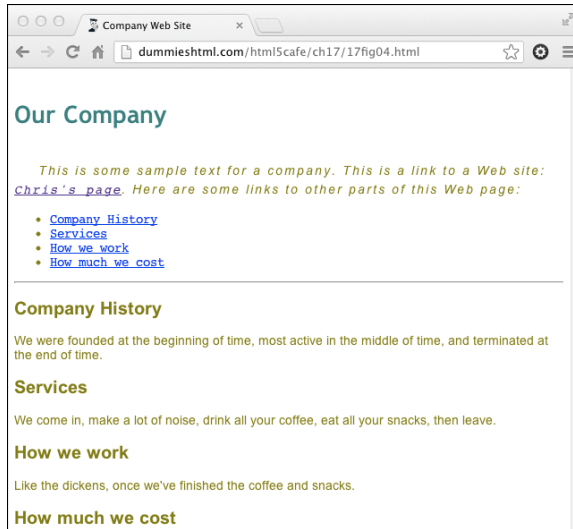 Company Web Site
dummieshtml.com/html5cafe/ch17/17fig04.html
Our Company
This is some sample text for a company. This is a link to a Web site:
Chris's page. Here are some links to other parts of this Web page:
Company History
Services
How we work
How much we cost
Company History
We were founded at the beginning of time, most active in the middle of time, and terminated at
the end of time.
Services
We come in, make a lot of noise, drink all your coffee, eat all your snacks, then leave.
How we work
Like the dickens, once we've finished the coffee and snacks.
How much we cost